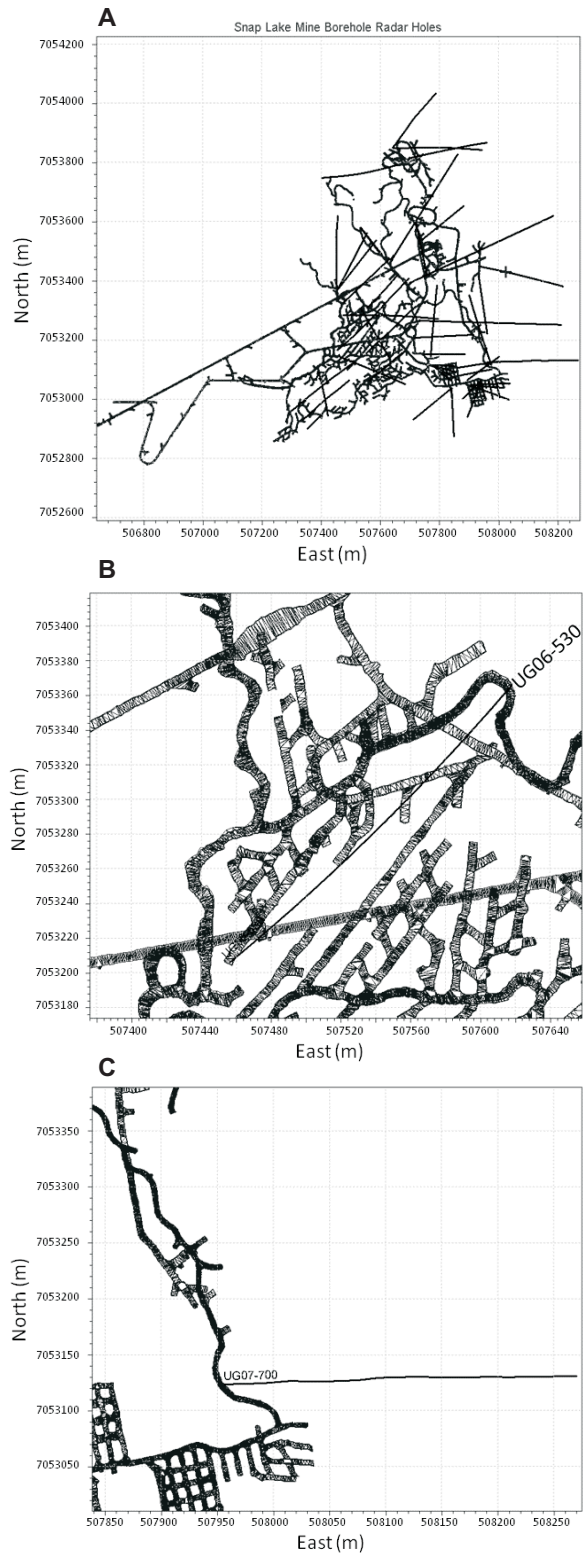 A
Snap Lake Mine Borehole Radar Holes
7054200
7054000
7053800
7053600
7053400
7053200
7053000
7052800
7052600
North (m)
506800 507000 507200 507400 507600 507800 508000 508200
East (m)
B
7053400
7053380
7053360
7053340
7053320
7053300
7053280
7053260
7053240
7053220
7053200
7053180
North (m)
UG06-530
507400 507440 507480 507520 507560 507600 507640
East (m)
C
7053350
7053300
7053250
7053200
7053150
7053100
7053050
North (m)
UG07-700
507850 507900 507950 508000 508050 508100 508150 508200 508250
East (m)